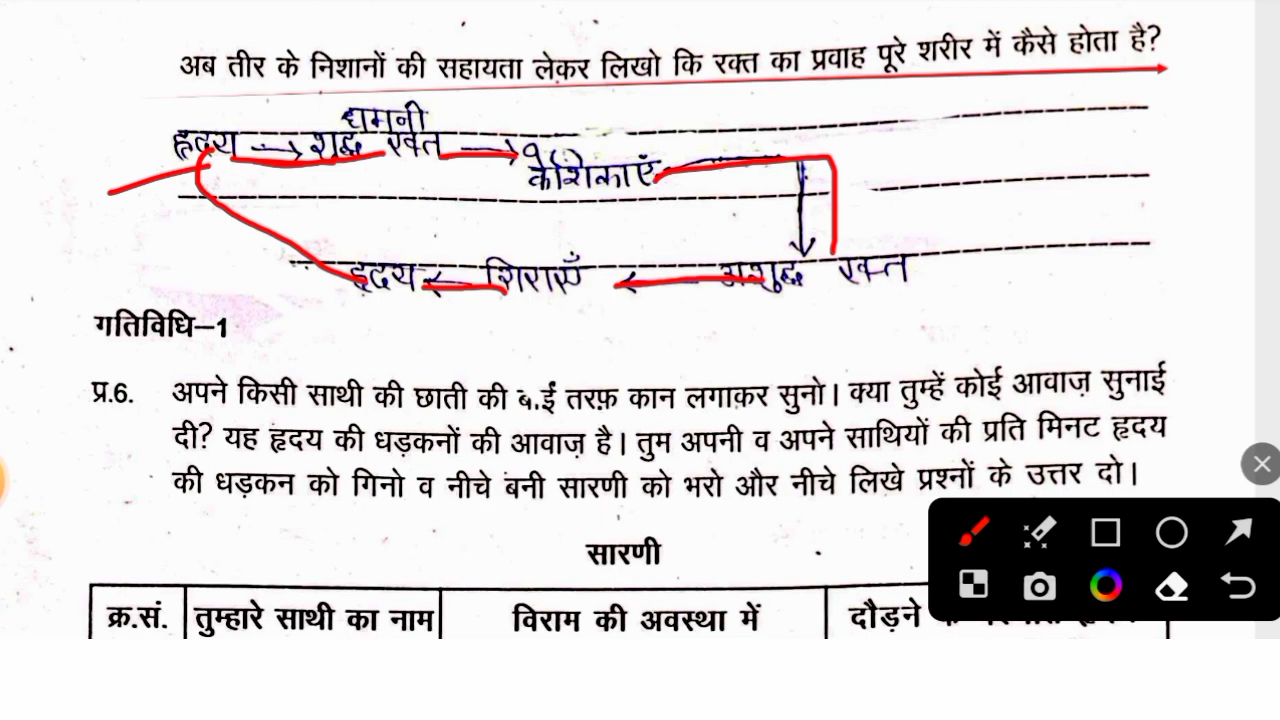 अब तीर के निशानों की सहायता लेकर लिखो कि रक्त का प्रवाह पूरे शरीर में कैसे होता है?
धमनी
हृदय → शुद्ध रक्त →
केशिकाएं
हृदय ← शिराएँ ← अशुद्ध रक्त
गतिविधि–1
प्र.6. अपने किसी साथी की छाती की तरफ़ कान लगाकर सुनो। क्या तुम्हें कोई आवाज़ सुनाई
दी? यह हृदय की धड़कनों की आवाज़ है। तुम अपनी व अपने साथियों की प्रति मिनट हृदय
की धड़कन को गिनो व नीचे बनी सारणी को भरो और नीचे लिखे प्रश्नों के उत्तर दो।
सारणी
क्र.सं. तुम्हारे साथी का नाम विराम की अवस्था में दौड़ने